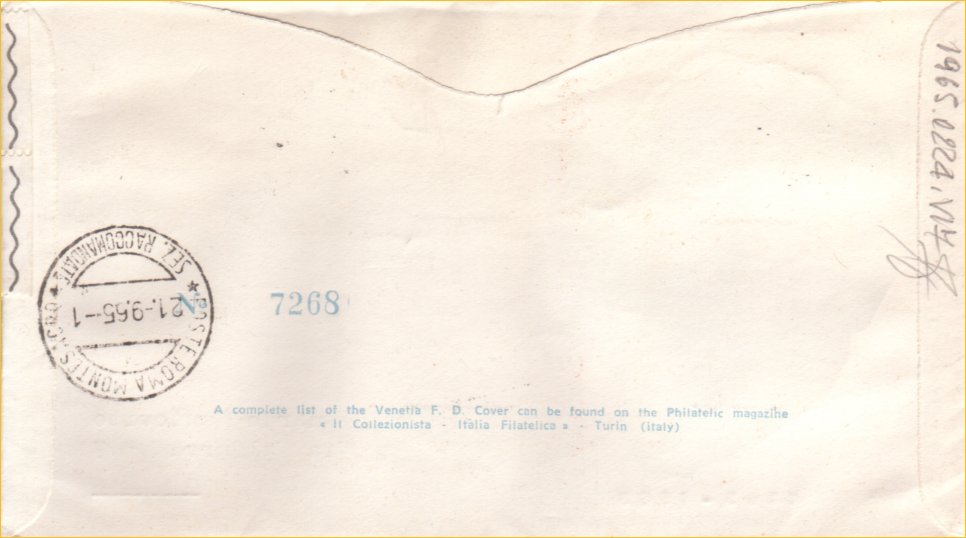 1965.0224.VI4
SEZ. RACCOMANDATE
21.-9.65--1
POSTE ROMA MONTESACRO
N° 7268
A complete list of the Venetia F. D. Cover can be found on the Philatelic magazine
« Il Collezionista - Italia Filatelica » - Turin (italy)